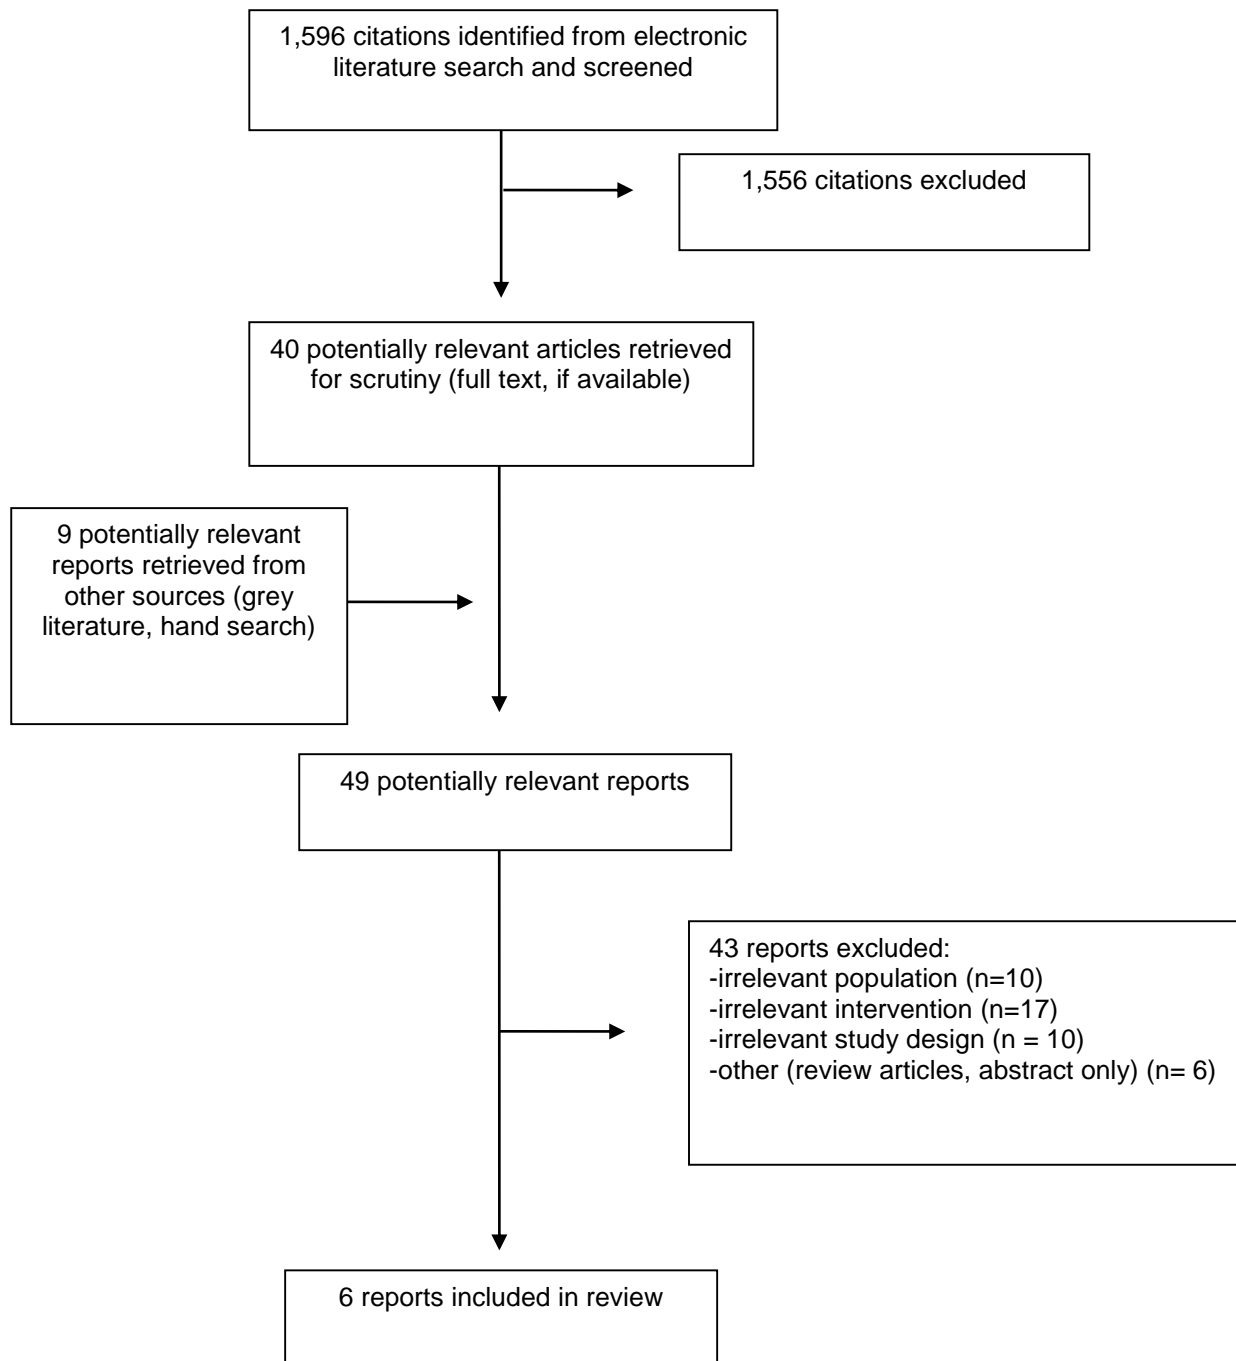 1,596 citations identified from electronic
literature search and screened
1,556 citations excluded
40 potentially relevant articles retrieved
for scrutiny (full text, if available)
9 potentially relevant
reports retrieved from
other sources (grey
literature, hand search)
49 potentially relevant reports
43 reports excluded:
-irrelevant population (n=10)
-irrelevant intervention (n=17)
-irrelevant study design (n = 10)
-other (review articles, abstract only) (n= 6)
6 reports included in review